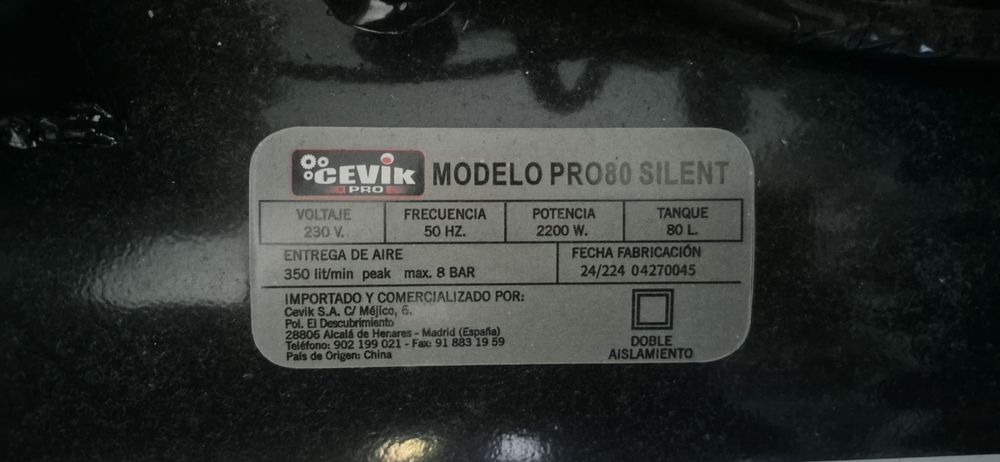 CEVIK PRO MODELO PRO80 SILENT
VOLTAJE FRECUENCIA POTENCIA TANQUE
230 V. 50 HZ. 2200 W. 80 L.
ENTREGA DE AIRE FECHA FABRICACIÓN
350 lit/min peak max. 8 BAR 24/224 04270045
IMPORTADO Y COMERCIALIZADO POR:
Cevik S.A. C/ Méjico, 6.
Pol. El Descubrimiento
28806 Alcalá de Henares - Madrid (España)
Teléfono: 902 199 021 - Fax: 91 883 19 59
País de Origen: China
DOBLE
AISLAMIENTO